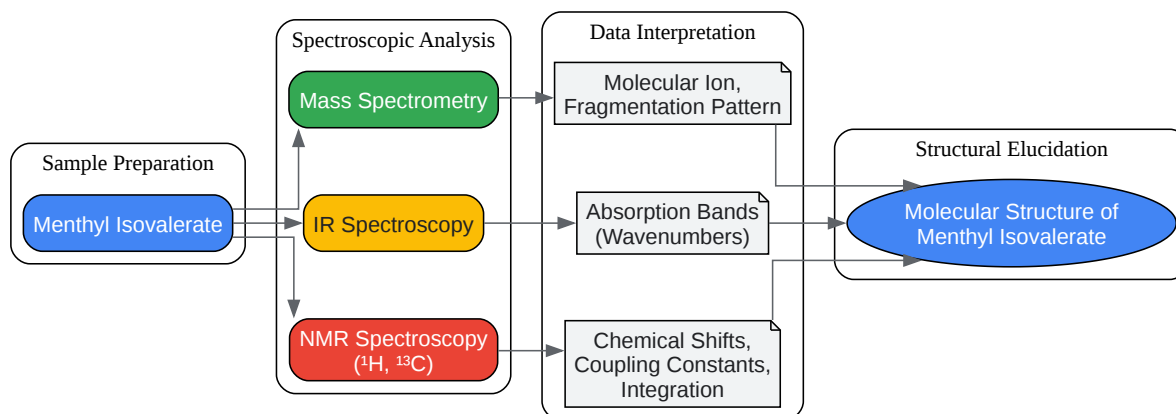 Sample Preparation
Menthyl Isovalerate
Spectroscopic Analysis
Mass Spectrometry
IR Spectroscopy
NMR Spectroscopy
(¹H, ¹³C)
Data Interpretation
Molecular Ion,
Fragmentation Pattern
Absorption Bands
(Wavenumbers)
Chemical Shifts,
Coupling Constants,
Integration
Structural Elucidation
Molecular Structure of
Menthyl Isovalerate